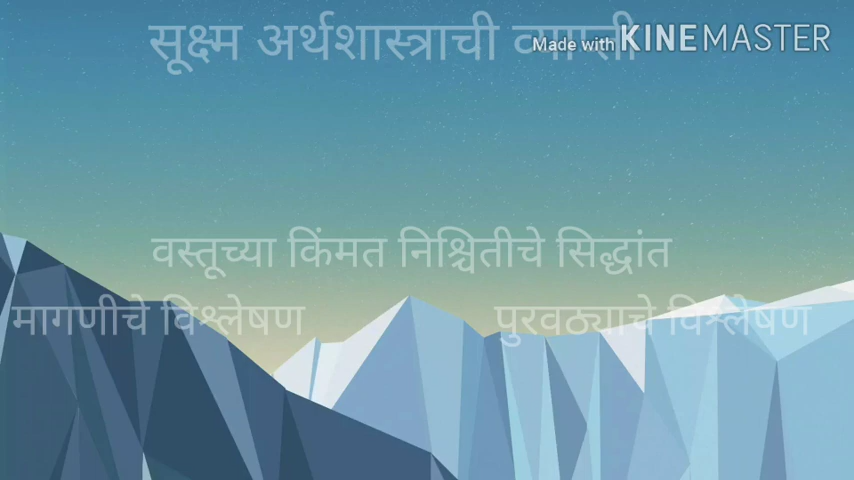 सूक्ष्म अर्थशास्त्राची व्याप्ती
Made with KINEMASTER
वस्तूच्या किंमत निश्चितीचे सिद्धांत
मागणीचे विश्लेषण पुरवठ्याचे विश्लेषण